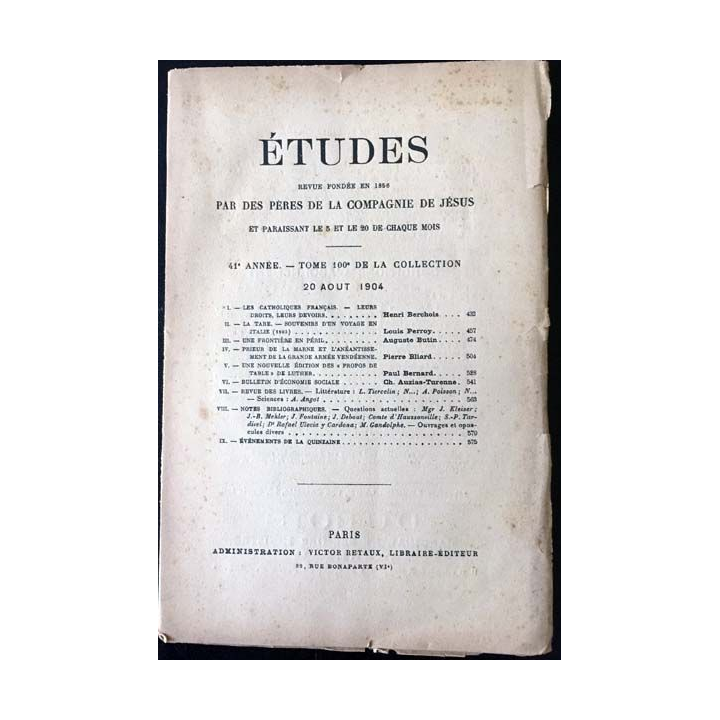 ÉTUDES
REVUE FONDÉE EN 1856
PAR DES PÈRES DE LA COMPAGNIE DE JÉSUS
ET PARAISSANT LE 5 ET LE 20 DE CHAQUE MOIS
41e ANNÉE. — TOME 100e DE LA COLLECTION
20 AOUT 1904
I. — LES CATHOLIQUES FRANÇAIS. — LEURS
DROITS, LEURS DEVOIRS. . . . . . . . . Henri Berchois. . . . 432
II. — LA TARE. — SOUVENIRS D'UN VOYAGE EN
ITALIE . . . . . . . . . . . . . . Louis Perroy. . . . . 457
III. — UNE FRONTIÈRE EN PÉRIL. . . . . . . . Auguste Butin. . . . 474
IV. — PRIEUR DE LA MARNE ET L'ANÉANTISSE-
MENT DE LA GRANDE ARMÉE VENDÉENNE. Pierre Bliard. . . . . 504
V. — UNE NOUVELLE ÉDITION DES « PROPOS DE
TABLE » DE LUTHER. . . . . . . . . . . Paul Bernard. . . . . 528
VI. — BULLETIN D'ÉCONOMIE SOCIALE . . . . . . Ch. Auzias-Turenne. 541
VII. — REVUE DES LIVRES. — Littérature : L. Tiercelin; N...; A. Poisson; N...
— Sciences : A. Angot . . . . . . . . . . . . . . . . . . 563
VIII. — NOTES BIBLIOGRAPHIQUES. — Questions actuelles : Mgr J. Kleiser;
J.-B. Mehler; J. Fontaine; J. Debout; Comte d'Haussonville; S.-P. Tar-
divel; Dr Rafael Ulecia y Cardona; M. Gandolphe. — Ouvrages et opus-
cules divers . . . . . . . . . . . . . . . . . . . . . 570
IX. — ÉVÉNEMENTS DE LA QUINZAINE . . . . . . . . . . . . . . 575
PARIS
ADMINISTRATION : VICTOR RETAUX, LIBRAIRE-ÉDITEUR
82, RUE BONAPARTE (VIe)